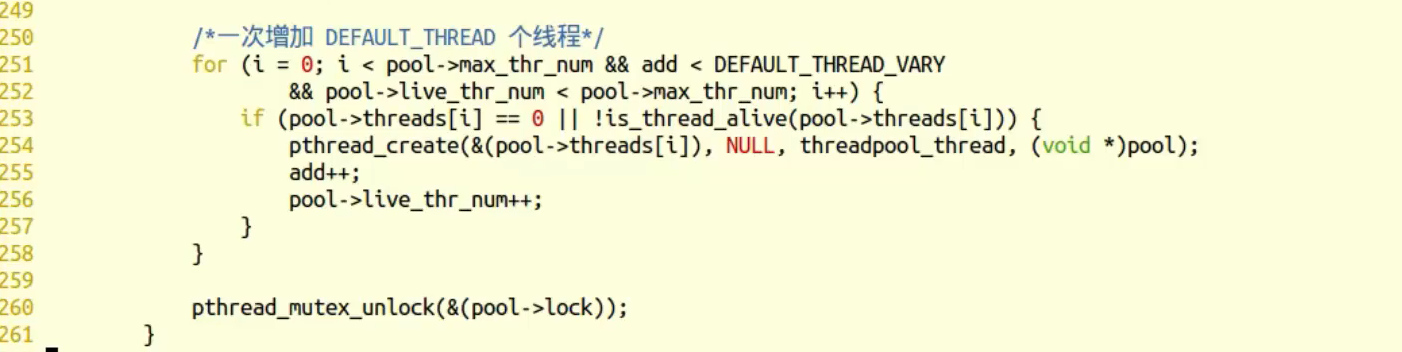 249
250            /*一次增加 DEFAULT_THREAD 个线程*/
251            for (i = 0; i < pool->max_thr_num && add < DEFAULT_THREAD_VARY
252                    && pool->live_thr_num < pool->max_thr_num; i++) {
253                if (pool->threads[i] == 0 || !is_thread_alive(pool->threads[i])) {
254                    pthread_create(&(pool->threads[i]), NULL, threadpool_thread, (void *)pool);
255                    add++;
256                    pool->live_thr_num++;
257                }
258            }
259
260            pthread_mutex_unlock(&(pool->lock));
261        }